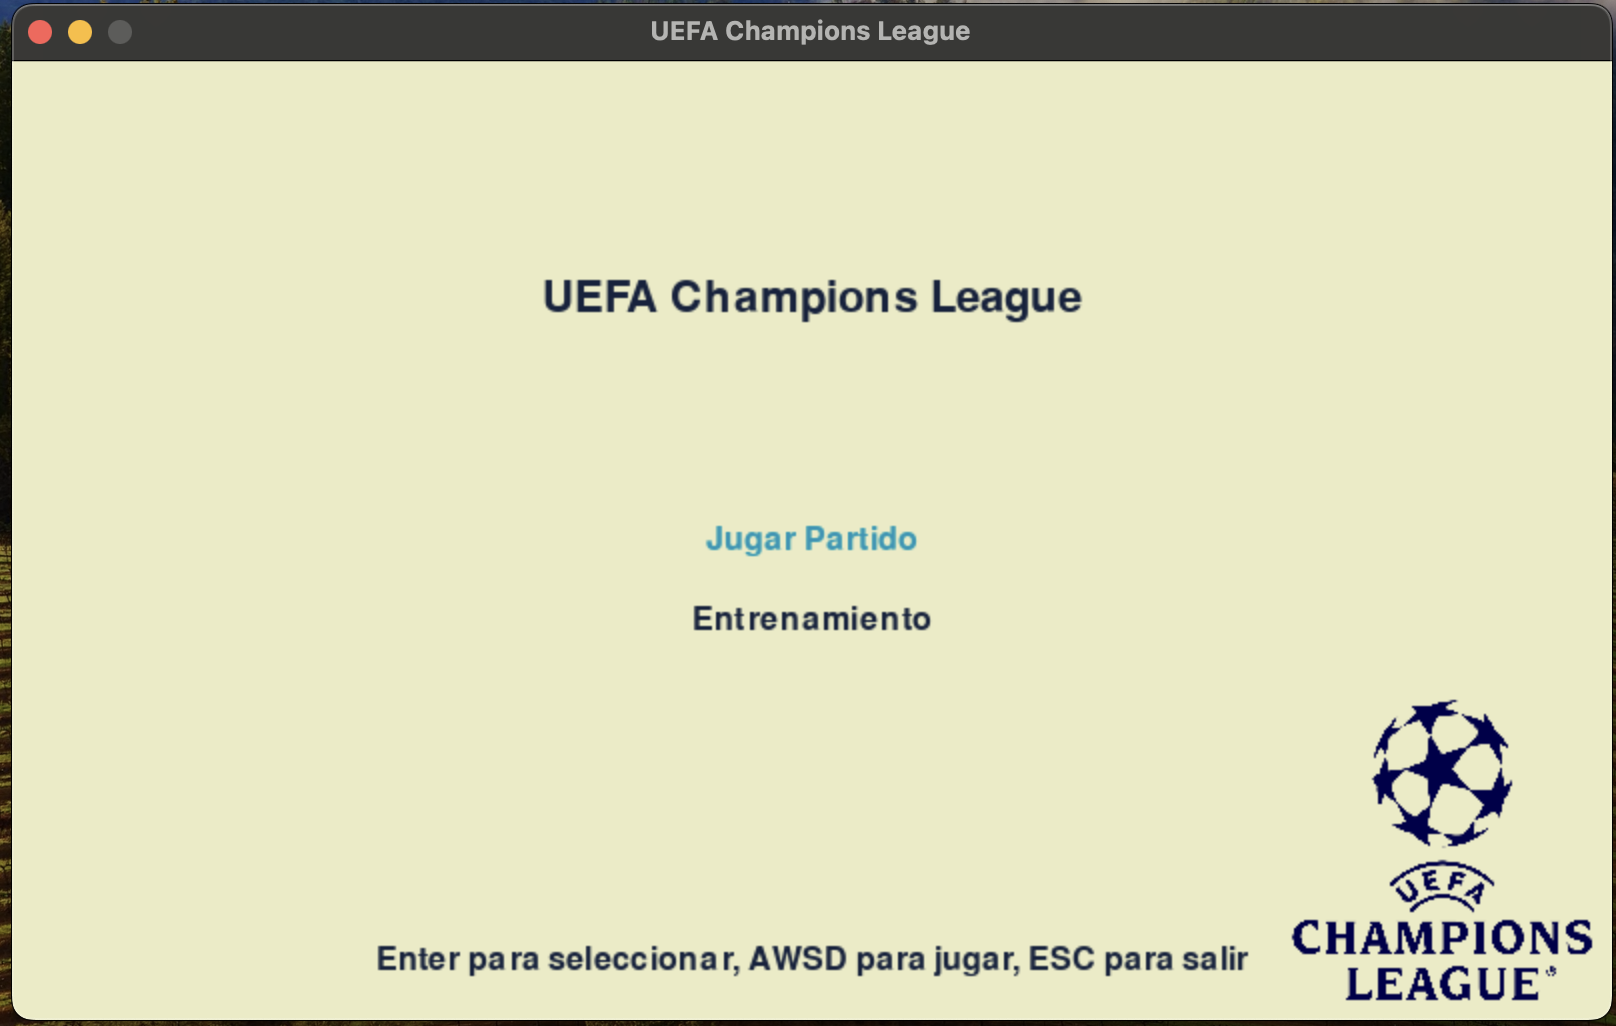 UEFA Champions League
UEFA Champions League
Jugar Partido
Entrenamiento
UEFA
CHAMPIONS
LEAGUE
Enter para seleccionar, AWSD para jugar, ESC para salir